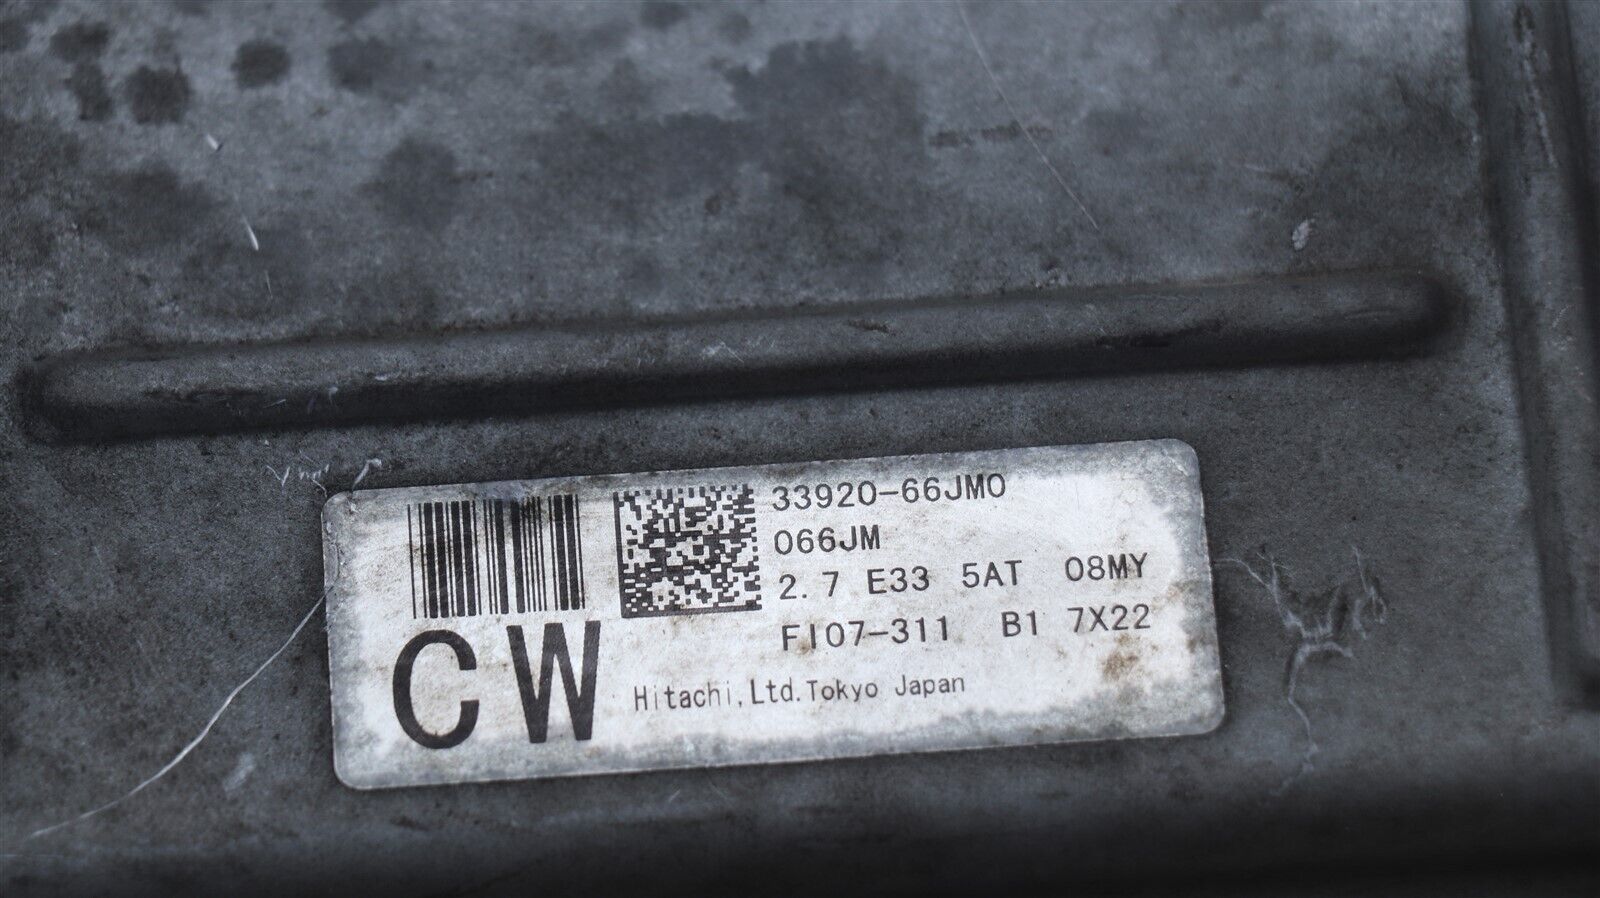 33920-66JM0
066JM
2.7 E33 5AT 08MY
FI07-311 B1 7X22
CW
Hitachi, Ltd. Tokyo Japan